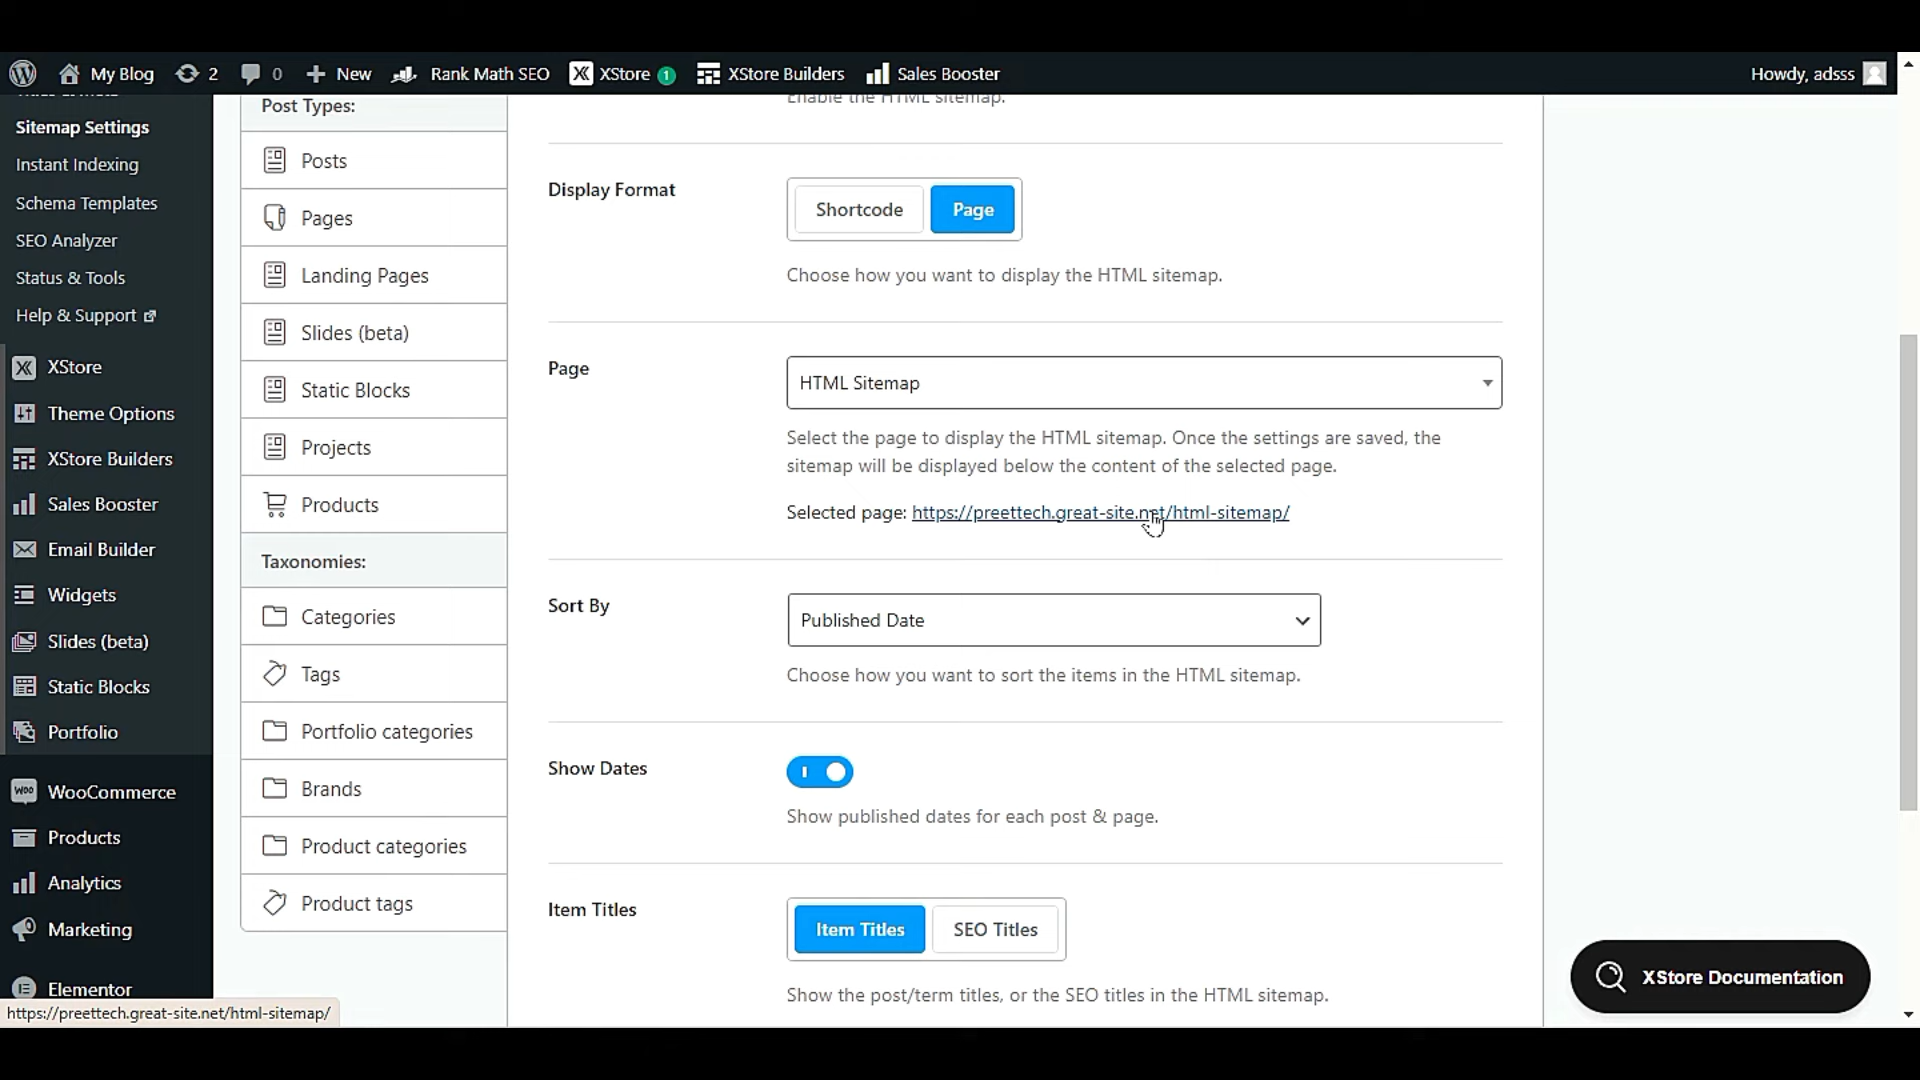 My Blog
2
0
New
Rank Math SEO
XStore 1
XStore Builders
Sales Booster
Howdy, adsss
Sitemap Settings
Instant Indexing
Schema Templates
SEO Analyzer
Status & Tools
Help & Support
XStore
Theme Options
XStore Builders
Sales Booster
Email Builder
Widgets
Slides (beta)
Static Blocks
Portfolio
WooCommerce
Products
Analytics
Marketing
Elementor
https://preettech.great-site.net/html-sitemap/
Post Types:
Posts
Pages
Landing Pages
Slides (beta)
Static Blocks
Projects
Products
Taxonomies:
Categories
Tags
Portfolio categories
Brands
Product categories
Product tags
Enable the HTML sitemap.
Display Format
Shortcode
Page
Choose how you want to display the HTML sitemap.
Page
HTML Sitemap
Select the page to display the HTML sitemap. Once the settings are saved, the
sitemap will be displayed below the content of the selected page.
Selected page: https://preettech.great-site.net/html-sitemap/
Sort By
Published Date
Choose how you want to sort the items in the HTML sitemap.
Show Dates
Show published dates for each post & page.
Item Titles
Item Titles
SEO Titles
Show the post/term titles, or the SEO titles in the HTML sitemap.
XStore Documentation